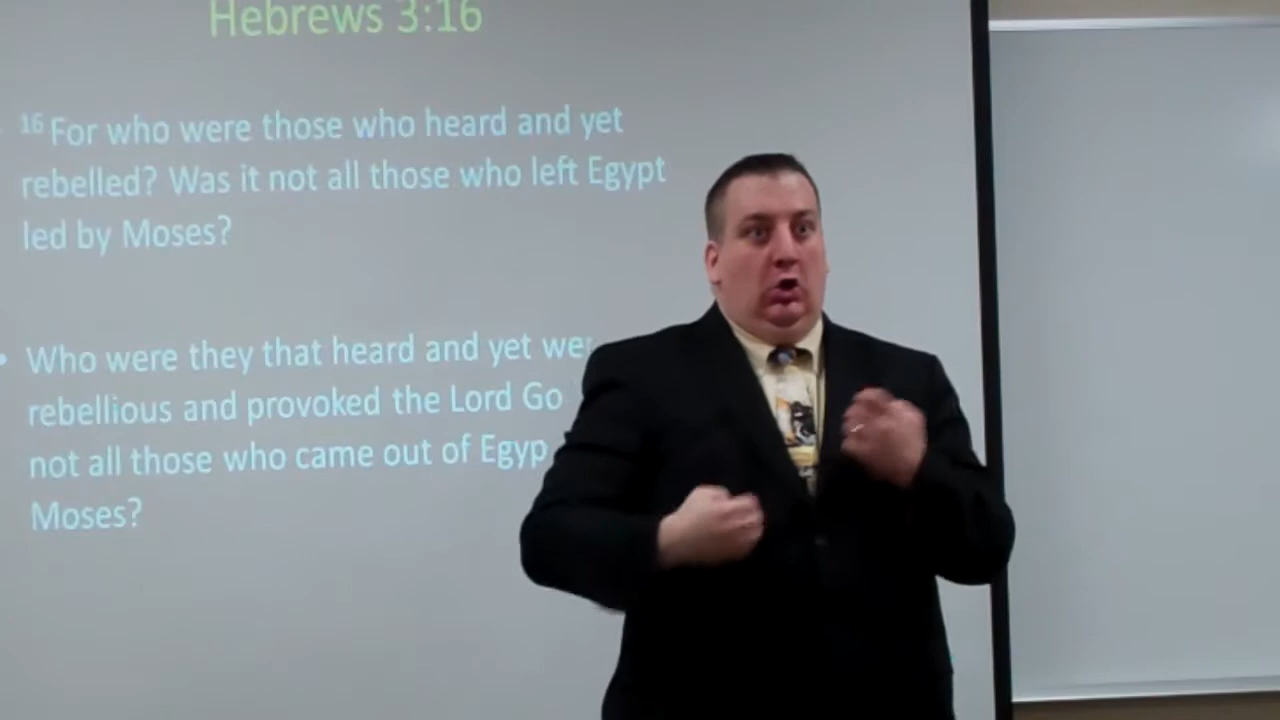 Hebrews 3:16
16 For who were those who heard and yet
rebelled? Was it not all those who left Egypt
led by Moses?
• Who were they that heard and yet
rebellious and provoked the Lord
not all those who came out of
Moses?